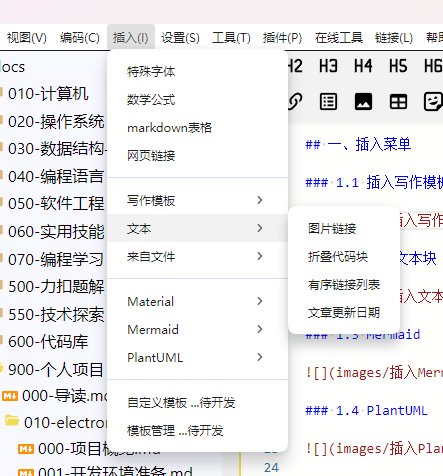 视图(V) 编码(C) 插入(I) 设置(S) 工具(T) 插件(P) 在线工具 链接(L)
ocs
010-计算机
020-操作系统
030-数据结构
040-编程语言
050-软件工程
060-实用技能
070-编程学习
500-力扣题解
550-技术探索
600-代码库
900-个人项目
000-导读.md
010-electron
000-项目概览.md
001-开发环境准备.md
特殊字体
数学公式
markdown表格
网页链接
写作模板
文本
来自文件
Material
Mermaid
PlantUML
自定义模板 ...待开发
模板管理 ...待开发
图片链接
折叠代码块
有序链接列表
文章更新日期
H2 H3 H4 H5 H6
## 一、插入菜单
### 1.1 插入写作模板
插入写作
文本块
插入文本
### 1.3 Mermaid
![](images/插入Mer
### 1.4 PlantUML
![](images/插入Plan
24